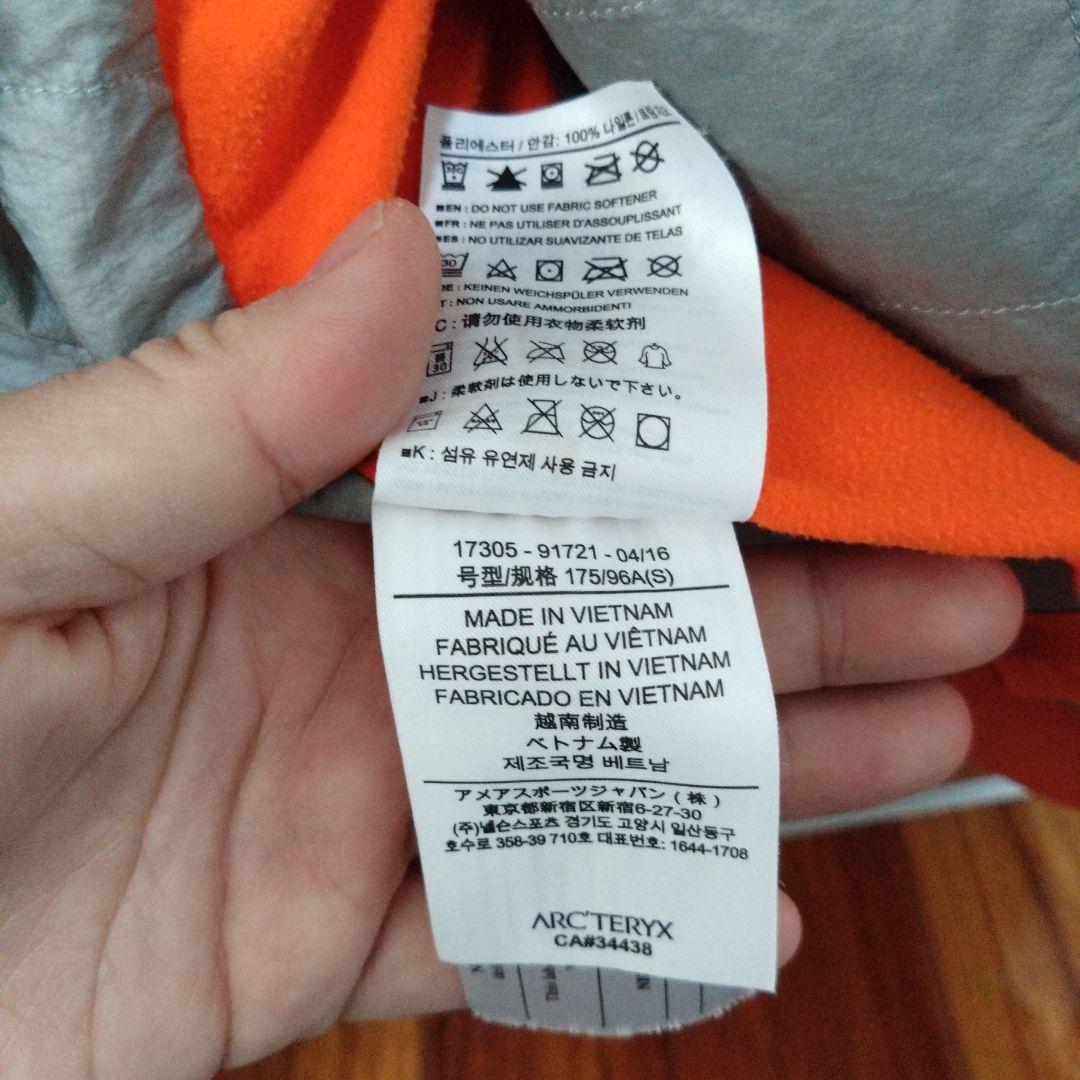 폴리에스터 / 안감: 100% 나일론 /
■EN : DO NOT USE FABRIC SOFTENER
■FR : NE PAS UTILISER D'ASSOUPLISSANT
■ES : NO UTILIZAR SUAVIZANTE DE TELAS
30
DE : KEINEN WEICHSPÜLER VERWENDEN
T : NON USARE AMMORBIDENTI
C : 请勿使用衣物柔软剂
30
■J : 柔軟剤は使用しないで下さい。
■K : 섬유 유연제 사용 금지
17305 - 91721 - 04/16
号型/规格 175/96A(S)
MADE IN VIETNAM
FABRIQUÉ AU VIÊTNAM
HERGESTELLT IN VIETNAM
FABRICADO EN VIETNAM
越南制造
ベトナム製
제조국명 베트남
アメアスポーツジャパン ( 株 )
東京都新宿区新宿6-27-30
(주)넬슨스포츠 경기도 고양시 일산동구
호수로 358-39 710호 대표번호: 1644-1708
ARC'TERYX
CA#34438